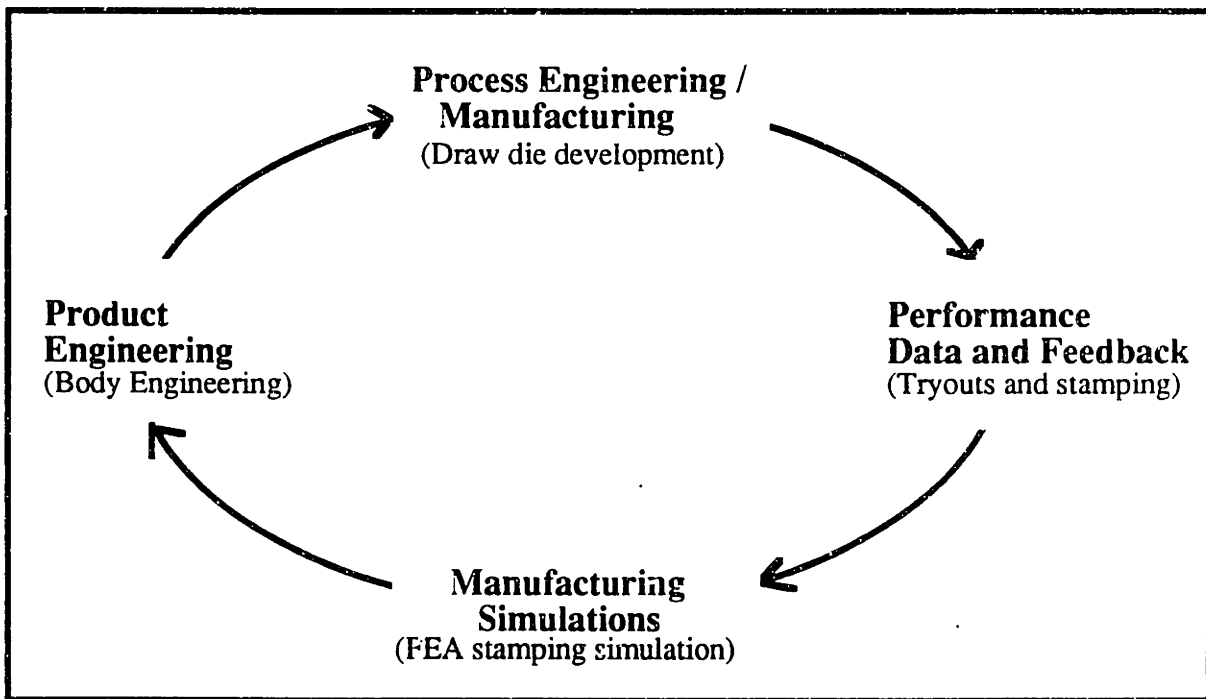 Process Engineering /
Manufacturing
(Draw die development)
Product
Engineering
(Body Engineering)
Performance
Data and Feedback
(Tryouts and stamping)
Manufacturing
Simulations
(FEA stamping simulation)